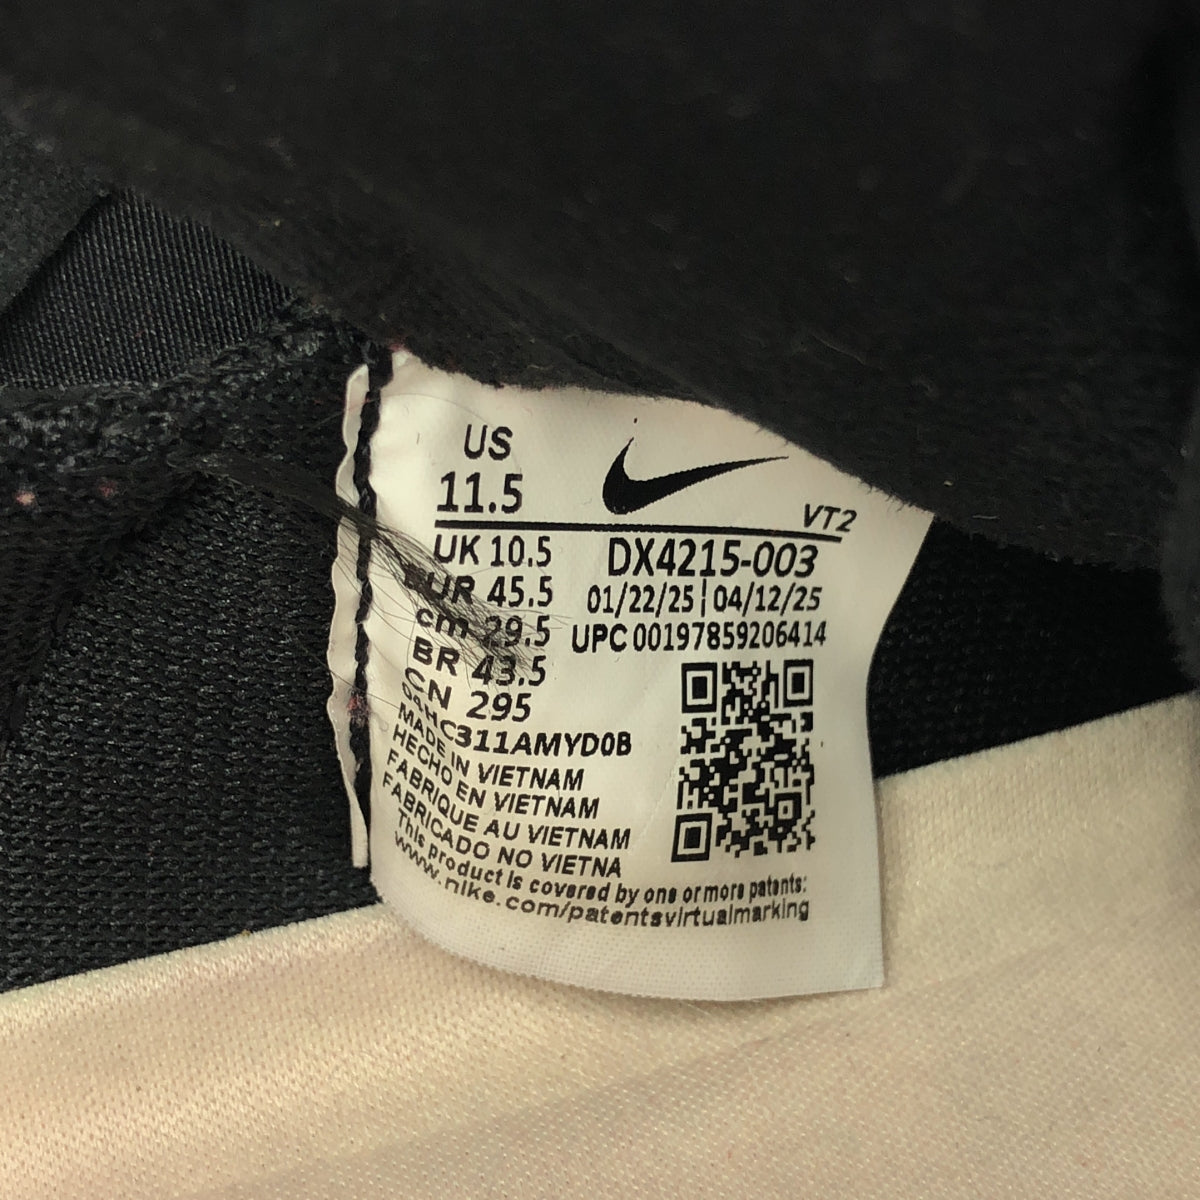 US
11.5
VT2
UK 10.5
EUR 45.5
cm 29.5
BR 43.5
CN 295
DX4215-003
01/22/25 | 04/12/25
UPC 00197859206414
MADE IN VIETNAM
HECHO EN VIETNAM
FABRIQUE AU VIETNAM
FABRICADO NO VIETNA
This product is covered by one or more patents:
www.nike.com/patentsvirtualmarking